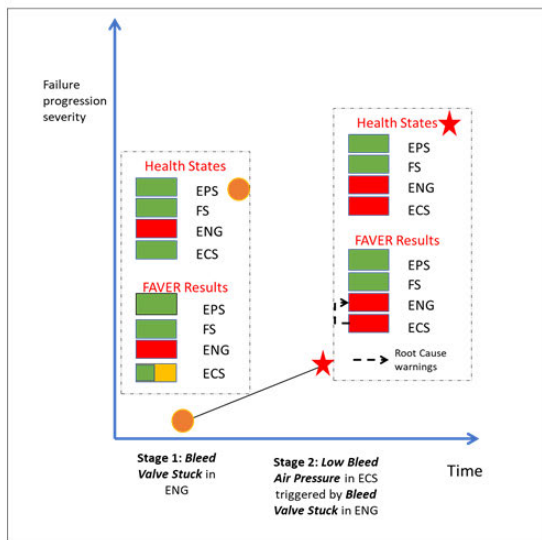 Failure
progression
severity
Health States
EPS
FS
ENG
ECS
FAVER Results
EPS
FS
ENG
ECS
Health States
EPS
FS
ENG
ECS
FAVER Results
EPS
FS
ENG
ECS
Root Cause
warnings
Stage 1: Bleed
Valve Stuck in
ENG
Stage 2: Low Bleed
Air Pressure in ECS
triggered by Bleed
Valve Stuck in ENG
Time